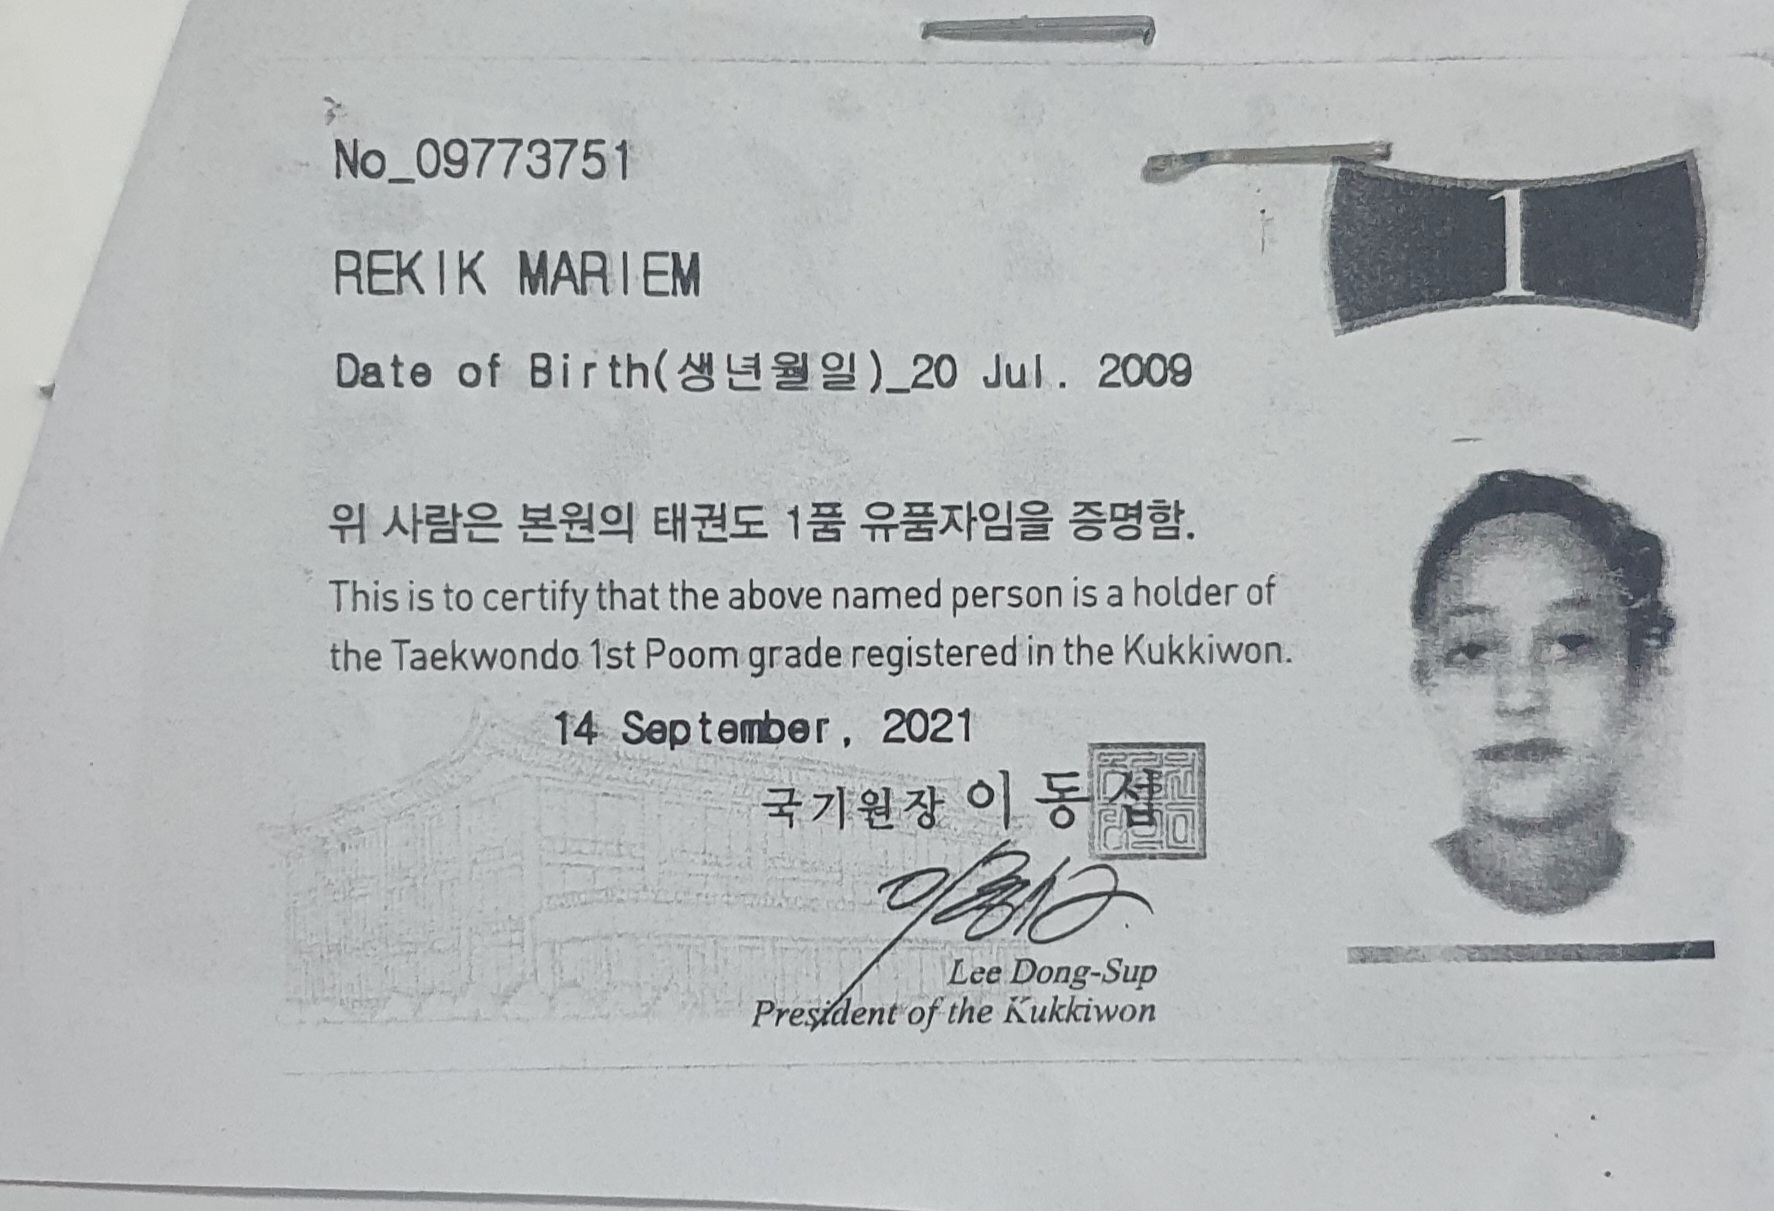 No_09773751
1
REKIK MARIEM
Date of Birth(생년월일)_20 Jul. 2009
위 사람은 본원의 태권도 1품 유품자임을 증명함.
This is to certify that the above named person is a holder of
the Taekwondo 1st Poom grade registered in the Kukkiwon.
14 September, 2021
국기원장 이동섭
Lee Dong-Sup
President of the Kukkiwon